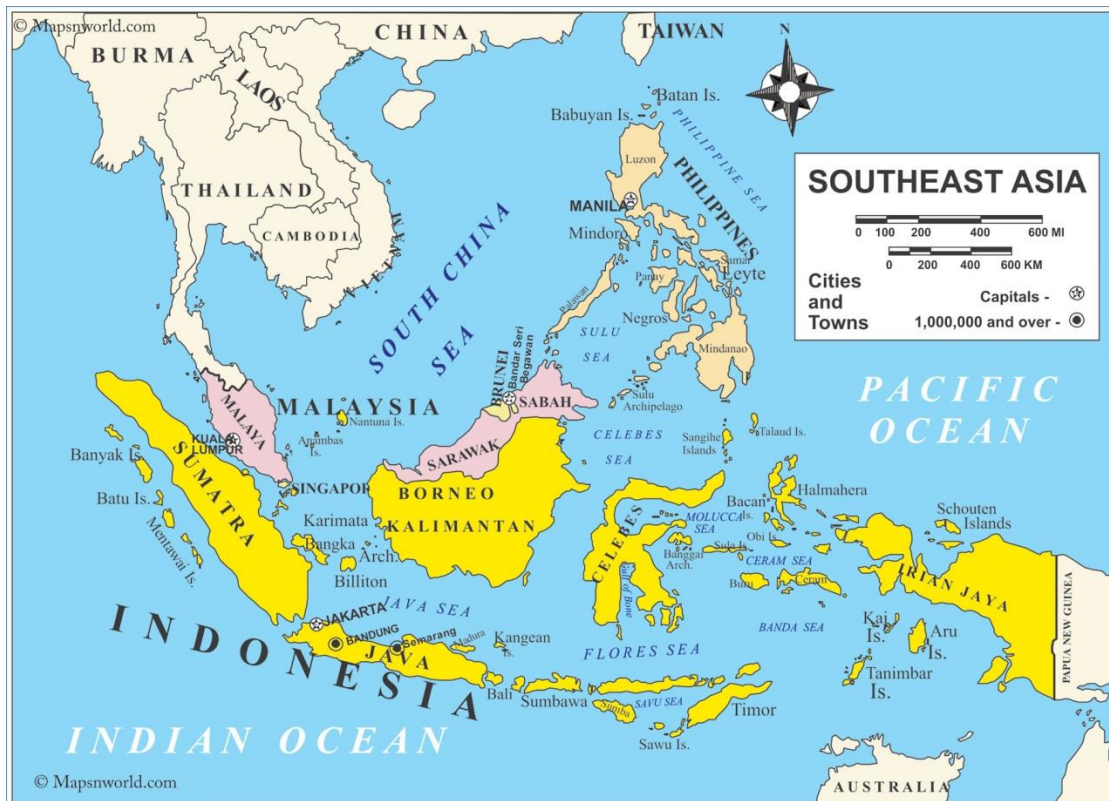 © Mapsnworld.com
BURMA
CHINA
TAIWAN
LAOS
THAILAND
CAMBODIA
VIETNAM
N
Batan Is.
Babuyan Is.
PHILIPPINE SEA
Luzon
PHILIPPINES
MANILA
Mindoro
Samar
Leyte
Panay
Palawan
Negros
Mindanao
SOUTHEAST ASIA
0 100 200 400 600 MI
0 200 400 600 KM
Cities
and
Towns
Capitals -
1,000,000 and over -
SOUTH CHINA
SEA
SULU
SEA
Sulu
Archipelago
PACIFIC
OCEAN
BRUNEI
Bandar Seri
Begawan
SABAH
SARAWAK
MALAYSIA
MALAYA
KUALA
LUMPUR
Nantuna Is.
Anambas
Is.
SINGAPOR
SUMATRA
Banyak Is.
Batu Is.
Mentawai Is.
BORNEO
KALIMANTAN
Karimata
Arch.
Bangka
Billiton
CELEBES
SEA
Sangihe
Islands
Talaud Is.
CELEBES
Gulf of Bone
MOLUCCA
SEA
Bacan
Is.
Halmahera
Obi Is.
Banggai
Arch.
Sula Is.
CERAM SEA
Buru
Ceram
Schouten
Islands
IRIAN JAYA
PAPUA NEW GUINEA
BANDA SEA
Kai
Is.
Aru
Is.
Tanimbar
Is.
JAVA SEA
JAKARTA
BANDUNG
Semarang
JAVA
Madura
Kangean
Is.
FLORES SEA
Bali
Sumbawa
Sumba
SAVU SEA
Sawu Is.
Timor
INDONESIA
INDIAN OCEAN
AUSTRALIA
© Mapsnworld.com